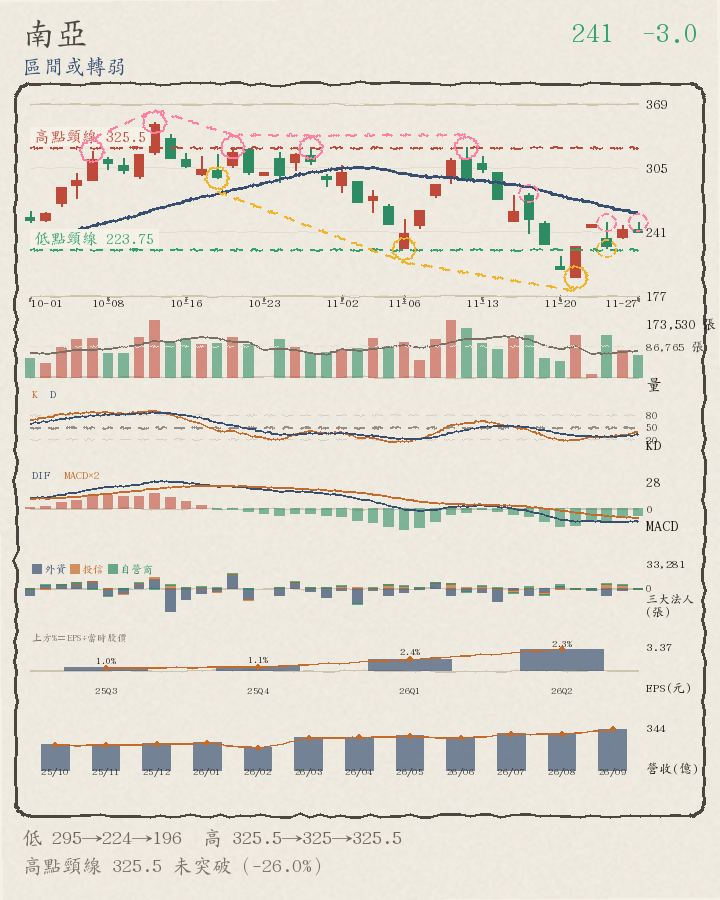 南亞
241 -3.0
區間或轉弱
369
高點頸線 325.5
305
低點頸線 223.75
241
177
10-01 10-08 10-16 10-23 11-02 11-06 11-13 11-20 11-27
173,530 張
86,765 張
量
K D
80
50
20
KD
DIF MACD×2
28
0
MACD
外資 投信 自營商
33,281
0
三大法人
(張)
上方%=EPS÷當時股價
1.0% 1.1% 2.4% 2.3%
3.37
25Q3 25Q4 26Q1 26Q2
EPS(元)
344
25/10 25/11 25/12 26/01 26/02 26/03 26/04 26/05 26/06 26/07 26/08 26/09
營收(億)
低 295→224→196 高 325.5→325→325.5
高點頸線 325.5 未突破 (-26.0%)